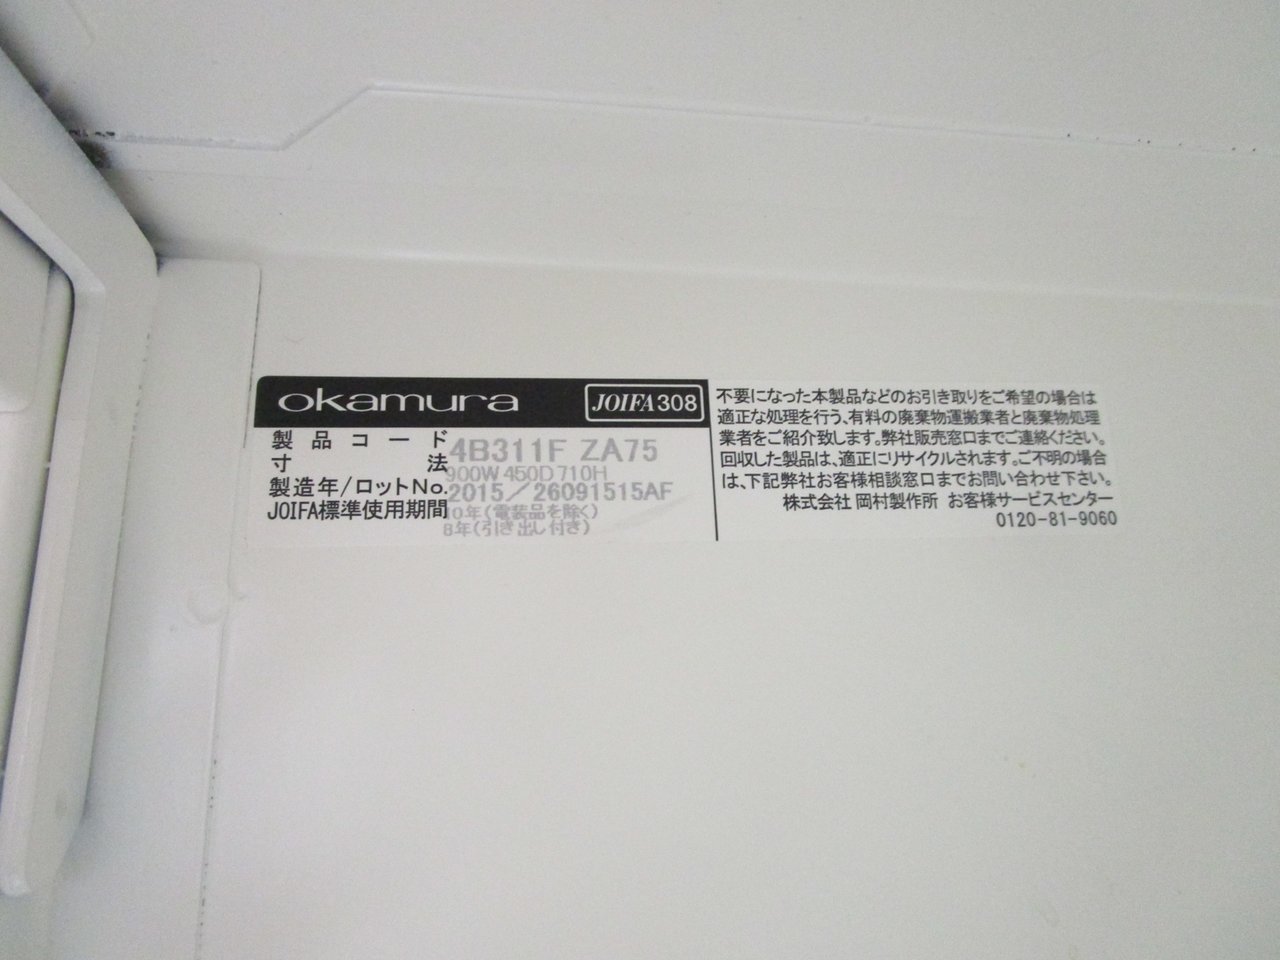 okamura JOIFA308
製品コード 4B311F ZA75
寸法 900W450D710H
製造年/ロットNo. 2015/26091515AF
JOIFA標準使用期間 10年(電装品を除く)
8年(引き出し付き)
不要になった本製品などのお引き取りをご希望の場合は
適正な処理を行う、有料の廃棄物運搬業者と廃棄物処理
業者をご紹介致します。弊社販売窓口までご連絡ください。
回収した製品は、適正にリサイクルされます。ご不明の場合
は、下記弊社お客様相談窓口までお問い合わせ下さい。
株式会社 岡村製作所 お客様サービスセンター
0120-81-9060